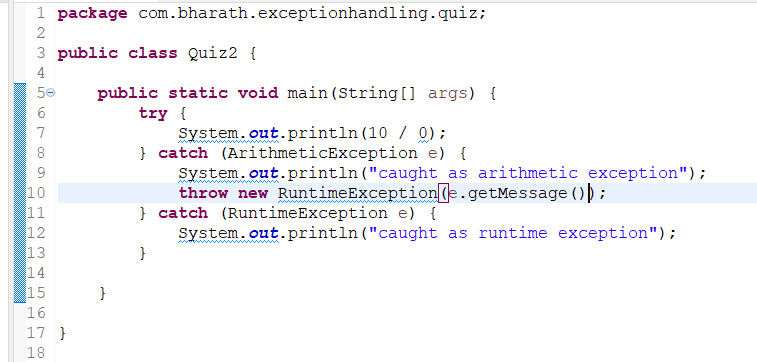 1 package com.bharath.exceptionhandling.quiz;
2
3 public class Quiz2 {
4
5 public static void main(String[] args) {
6 try {
7 System.out.println(10 / 0);
8 } catch (ArithmeticException e) {
9 System.out.println("caught as arithmetic exception");
10 throw new RuntimeException(e.getMessage());
11 } catch (RuntimeException e) {
12 System.out.println("caught as runtime exception");
13 }
14
15 }
16
17 }
18